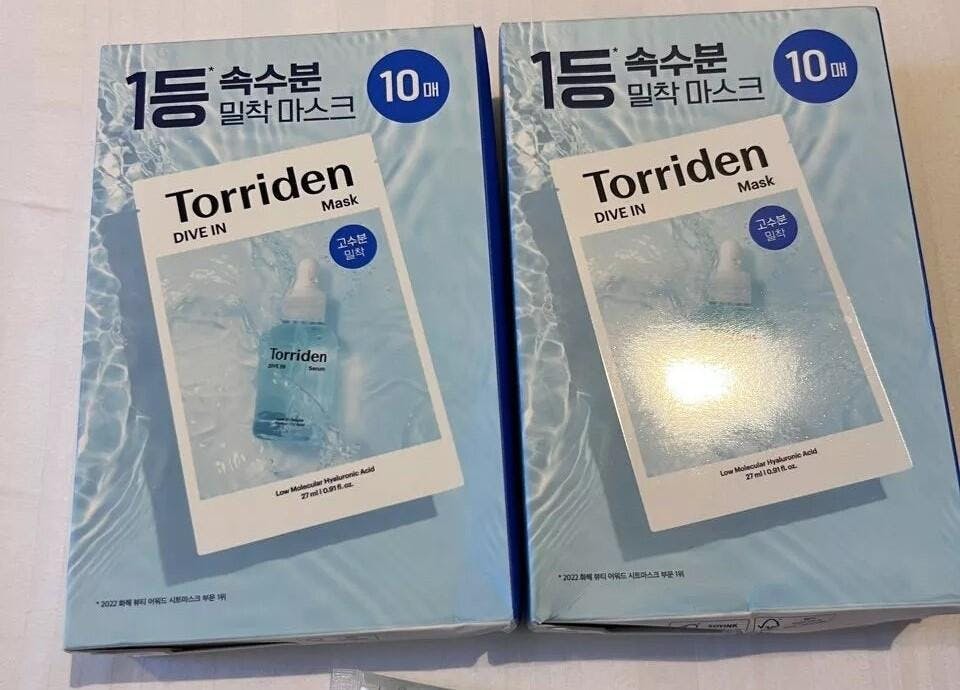 1등* 속수분
밀착 마스크
10매
Torriden
DIVE IN
Mask
고수분
밀착
Torriden
DIVE IN
Serum
Low Molecular Hyaluronic Acid
27 ml l 0.91 fl. oz.
* 2022 화해 뷰티 어워드 시트마스크 부문 1위
1등* 속수분
밀착 마스크
10매
Torriden
DIVE IN
Mask
고수분
밀착
Low Molecular Hyaluronic Acid
27 ml l 0.91 fl. oz.
* 2022 화해 뷰티 어워드 시트마스크 부문 1위